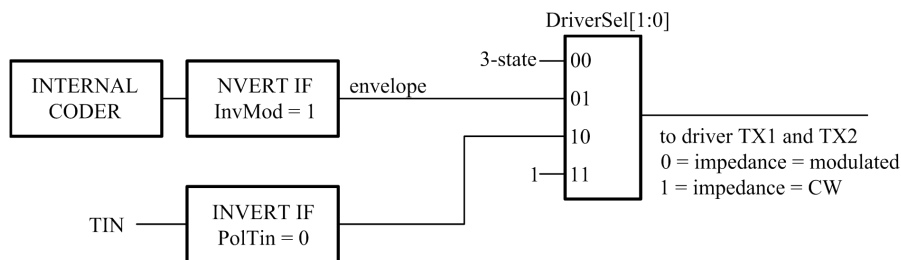 DriverSel[1:0]
3-state
00
INTERNAL
CODER
NVERT IF
InvMod = 1
envelope
01
10
to driver TX1 and TX2
0 = impedance = modulated
1
11
1 = impedance = CW
TIN
INVERT IF
PolTin = 0